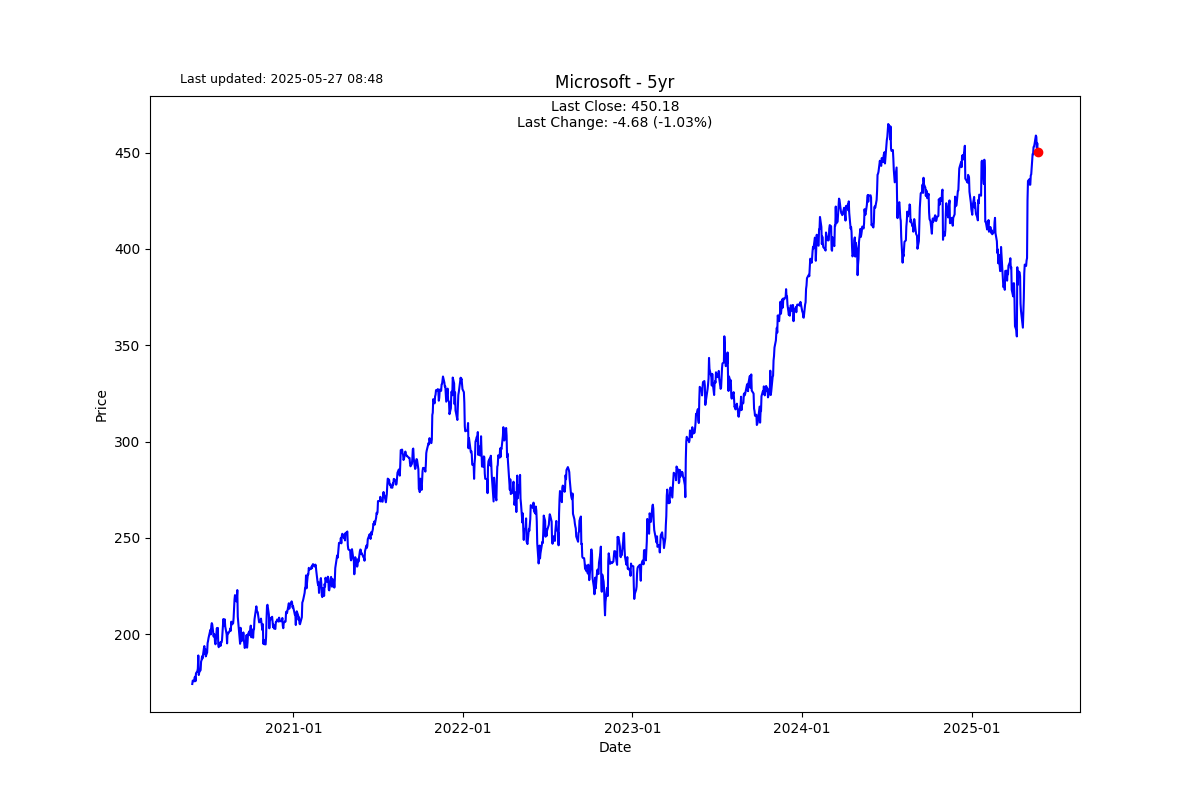 Last updated: 2025-05-27 08:48
Microsoft - 5yr
Last Close: 450.18
Last Change: -4.68 (-1.03%)
450
400
350
300
250
200
Price
2021-01
2022-01
2023-01
2024-01
2025-01
Date